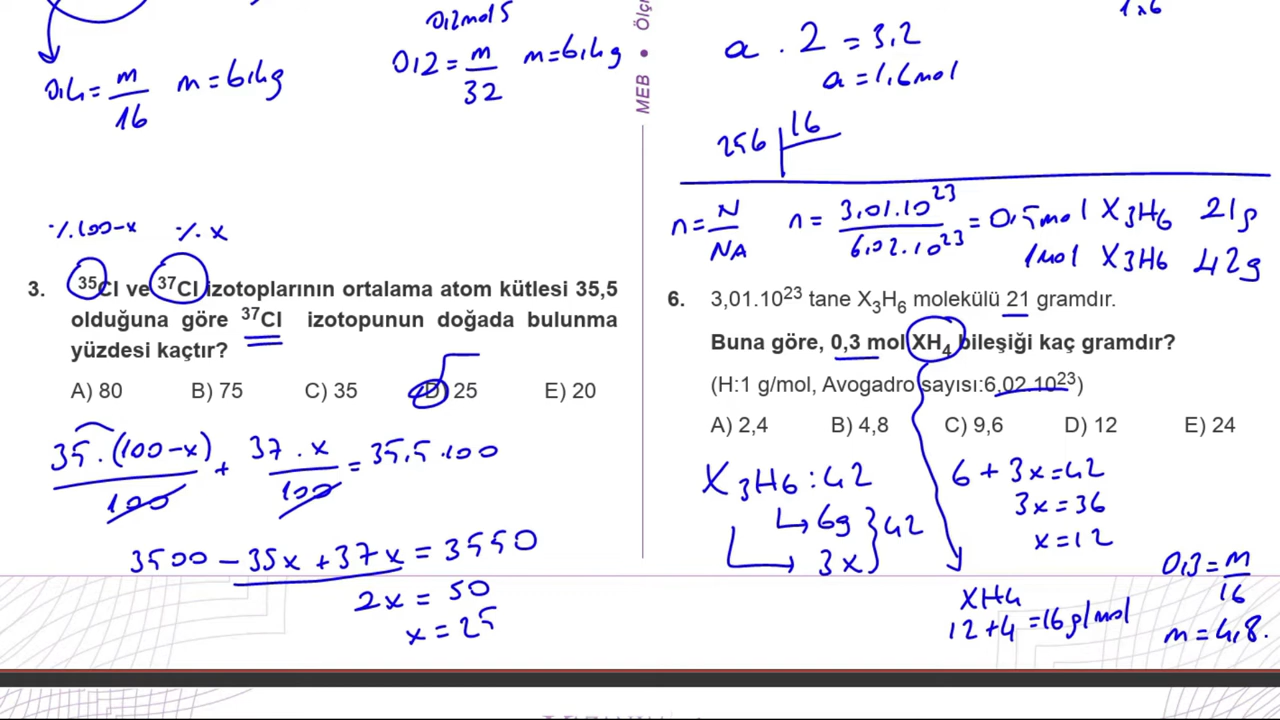 0,2mol S
0,2 = m/32 m=6,4g
0,4 = m/16 m=6,4g
MEB ● Ölç
a . 2 = 3,2
a = 1,6mol
256 | 16
n = N/NA n = 3,01.10²³/6,02.10²³ = 0,5mol X₃H₆ 21g
1mol X₃H₆ 42g
·/.100-x ·/. x
3. ³⁵Cl ve ³⁷Cl izotoplarının ortalama atom kütlesi 35,5
olduğuna göre ³⁷Cl izotopunun doğada bulunma
yüzdesi kaçtır?
A) 80 B) 75 C) 35 D) 25 E) 20
35.(100-x)/100 + 37.x/100 = 35,5.100
3500 - 35x + 37x = 3550
2x = 50
x = 25
6. 3,01.10²³ tane X₃H₆ molekülü 21 gramdır.
Buna göre, 0,3 mol XH₄ bileşiği kaç gramdır?
(H:1 g/mol, Avogadro sayısı:6,02.10²³)
A) 2,4 B) 4,8 C) 9,6 D) 12 E) 24
X₃H₆ : 42
6g } 42
3x
6 + 3x = 42
3x = 36
x = 12
XH₄
12+4 = 16g/mol
0,3 = m/16
m = 4,8.